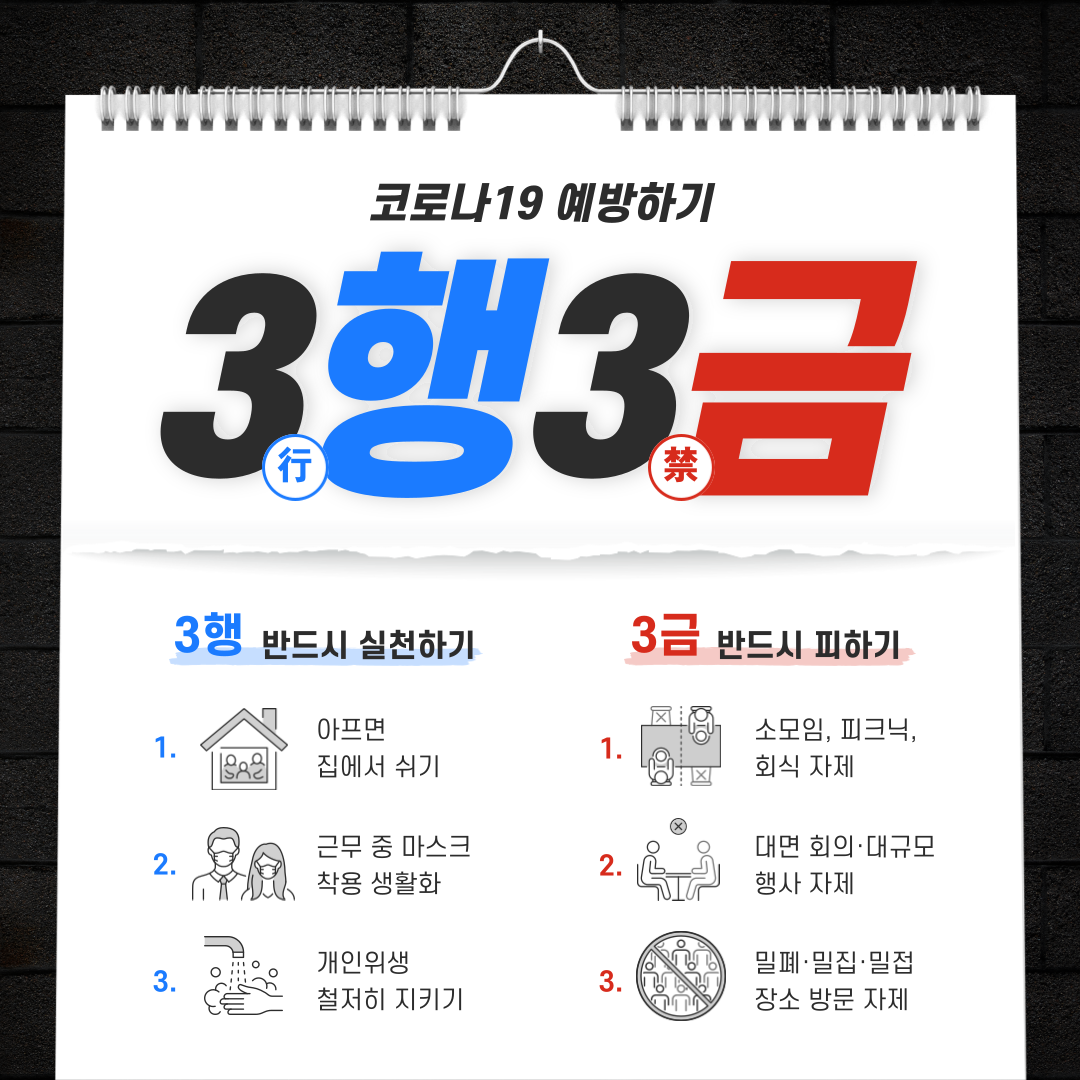 코로나19 예방하기
3행3금
行
禁
3행 반드시 실천하기
1.
아프면
집에서 쉬기
2.
근무 중 마스크
착용 생활화
3.
개인위생
철저히 지키기
3금 반드시 피하기
1.
소모임, 피크닉,
회식 자제
2.
대면 회의·대규모
행사 자제
3.
밀폐·밀집·밀접
장소 방문 자제